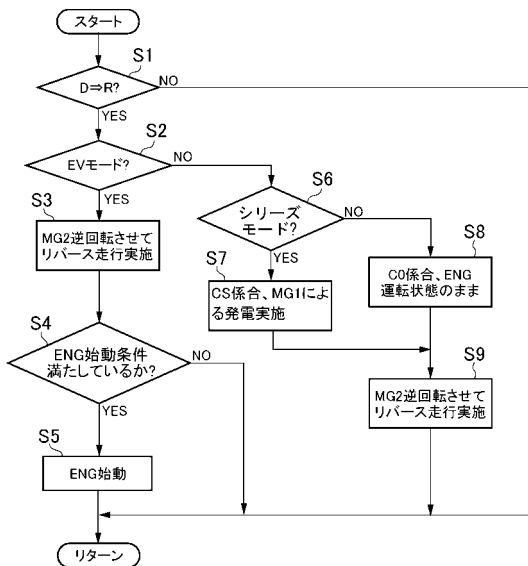 スタート
S1
D⇒R?
NO
YES
S2
EVモード?
NO
YES
S3
MG2逆回転させて
リバース走行実施
S6
シリーズ
モード?
NO
YES
S7
CS係合、MG1によ
る発電実施
S8
C0係合、ENG
運転状態のまま
S4
ENG始動条件
満たしているか?
NO
YES
S9
MG2逆回転させて
リバース走行実施
S5
ENG始動
リターン